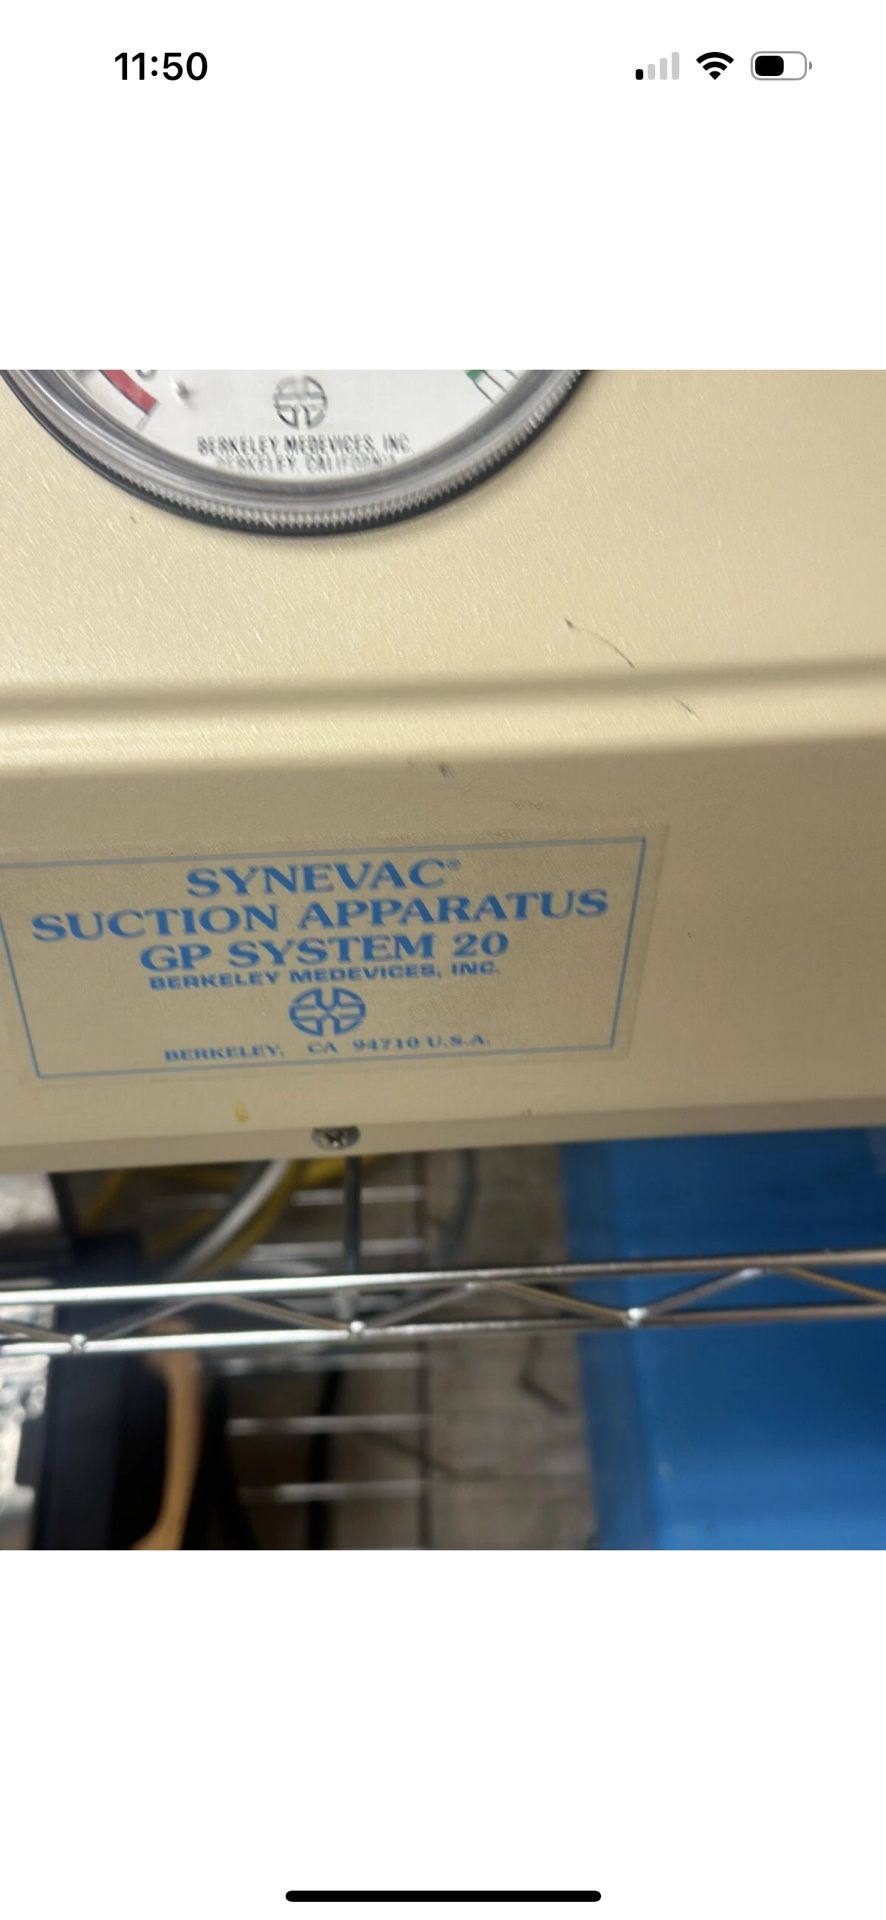 11:50
BERKELEY MEDEVICES, INC.
BERKELEY, CALIFORNIA
SYNEVAC®
SUCTION APPARATUS
GP SYSTEM 20
BERKELEY MEDEVICES, INC.
BERKELEY, CA 94710 U.S.A.